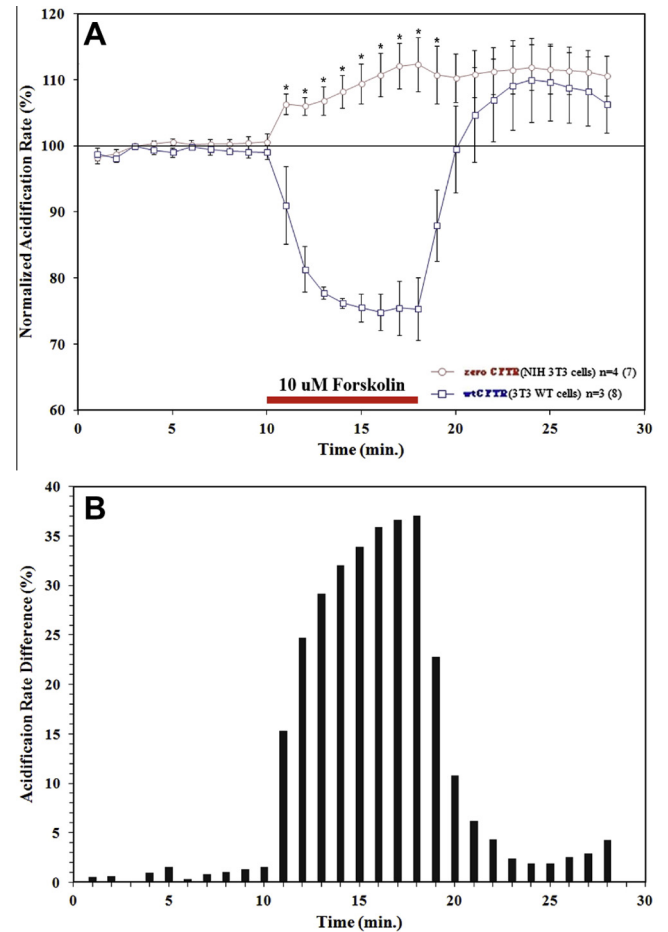 A
Normalized Acidification Rate (%)
120
110
100
90
80
70
60
* * * * * * * * *
10 uM Forskolin
zero CFTR(NIH 3T3 cells) n=4 (7)
wtCFTR(3T3 WT cells) n=3 (8)
0 5 10 15 20 25 30
Time (min.)
B
Acidificaion Rate Difference (%)
40
35
30
25
20
15
10
5
0
0 5 10 15 20 25 30
Time (min.)